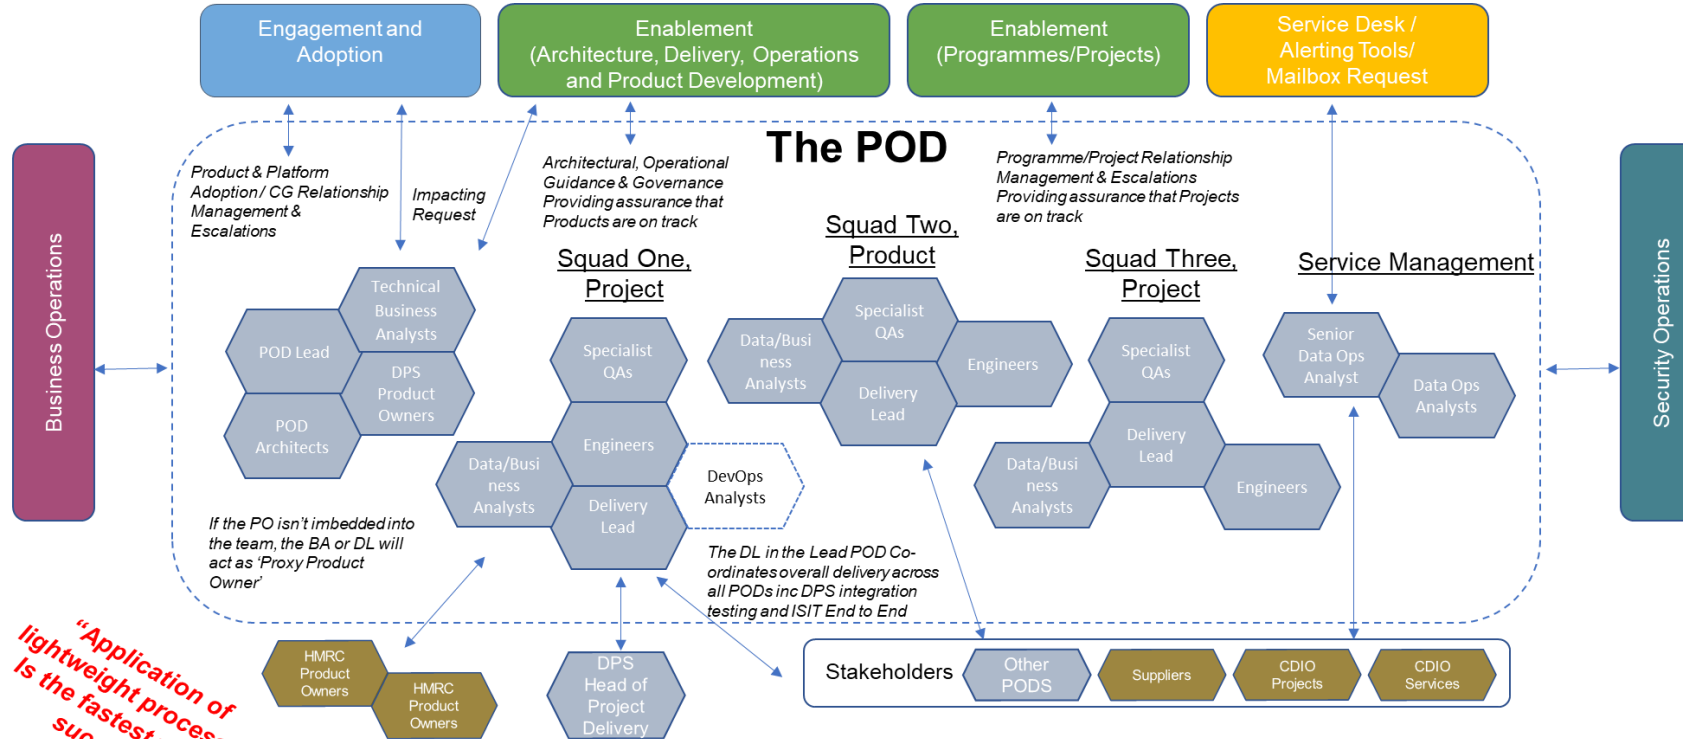 Engagement and
Adoption
Enablement
(Architecture, Delivery, Operations
and Product Development)
Enablement
(Programmes/Projects)
Service Desk /
Alerting Tools/
Mailbox Request
The POD
Business Operations
Security Operations
Product & Platform
Adoption / CG Relationship
Management &
Escalations
Impacting
Request
Architectural, Operational
Guidance & Governance
Providing assurance that
Products are on track
Programme/Project Relationship
Management & Escalations
Providing assurance that Projects
are on track
Technical
Business
Analysts
POD Lead
DPS
Product
Owners
POD
Architects
Squad One,
Project
Specialist
QAs
Engineers
Data/Busi
ness
Analysts
Delivery
Lead
DevOps
Analysts
Squad Two,
Product
Specialist
QAs
Data/Busi
ness
Analysts
Engineers
Delivery
Lead
Squad Three,
Project
Specialist
QAs
Delivery
Lead
Data/Busi
ness
Analysts
Engineers
Service Management
Senior
Data Ops
Analyst
Data Ops
Analysts
If the PO isn't imbedded into
the team, the BA or DL will
act as 'Proxy Product
Owner'
The DL in the Lead POD Co-
ordinates overall delivery across
all PODs inc DPS integration
testing and ISIT End to End
"Application of
lightweight process
Is the fastest
HMRC
Product
Owners
HMRC
Product
Owners
DPS
Head of
Project
Delivery
Stakeholders
Other
PODS
Suppliers
CDIO
Projects
CDIO
Services